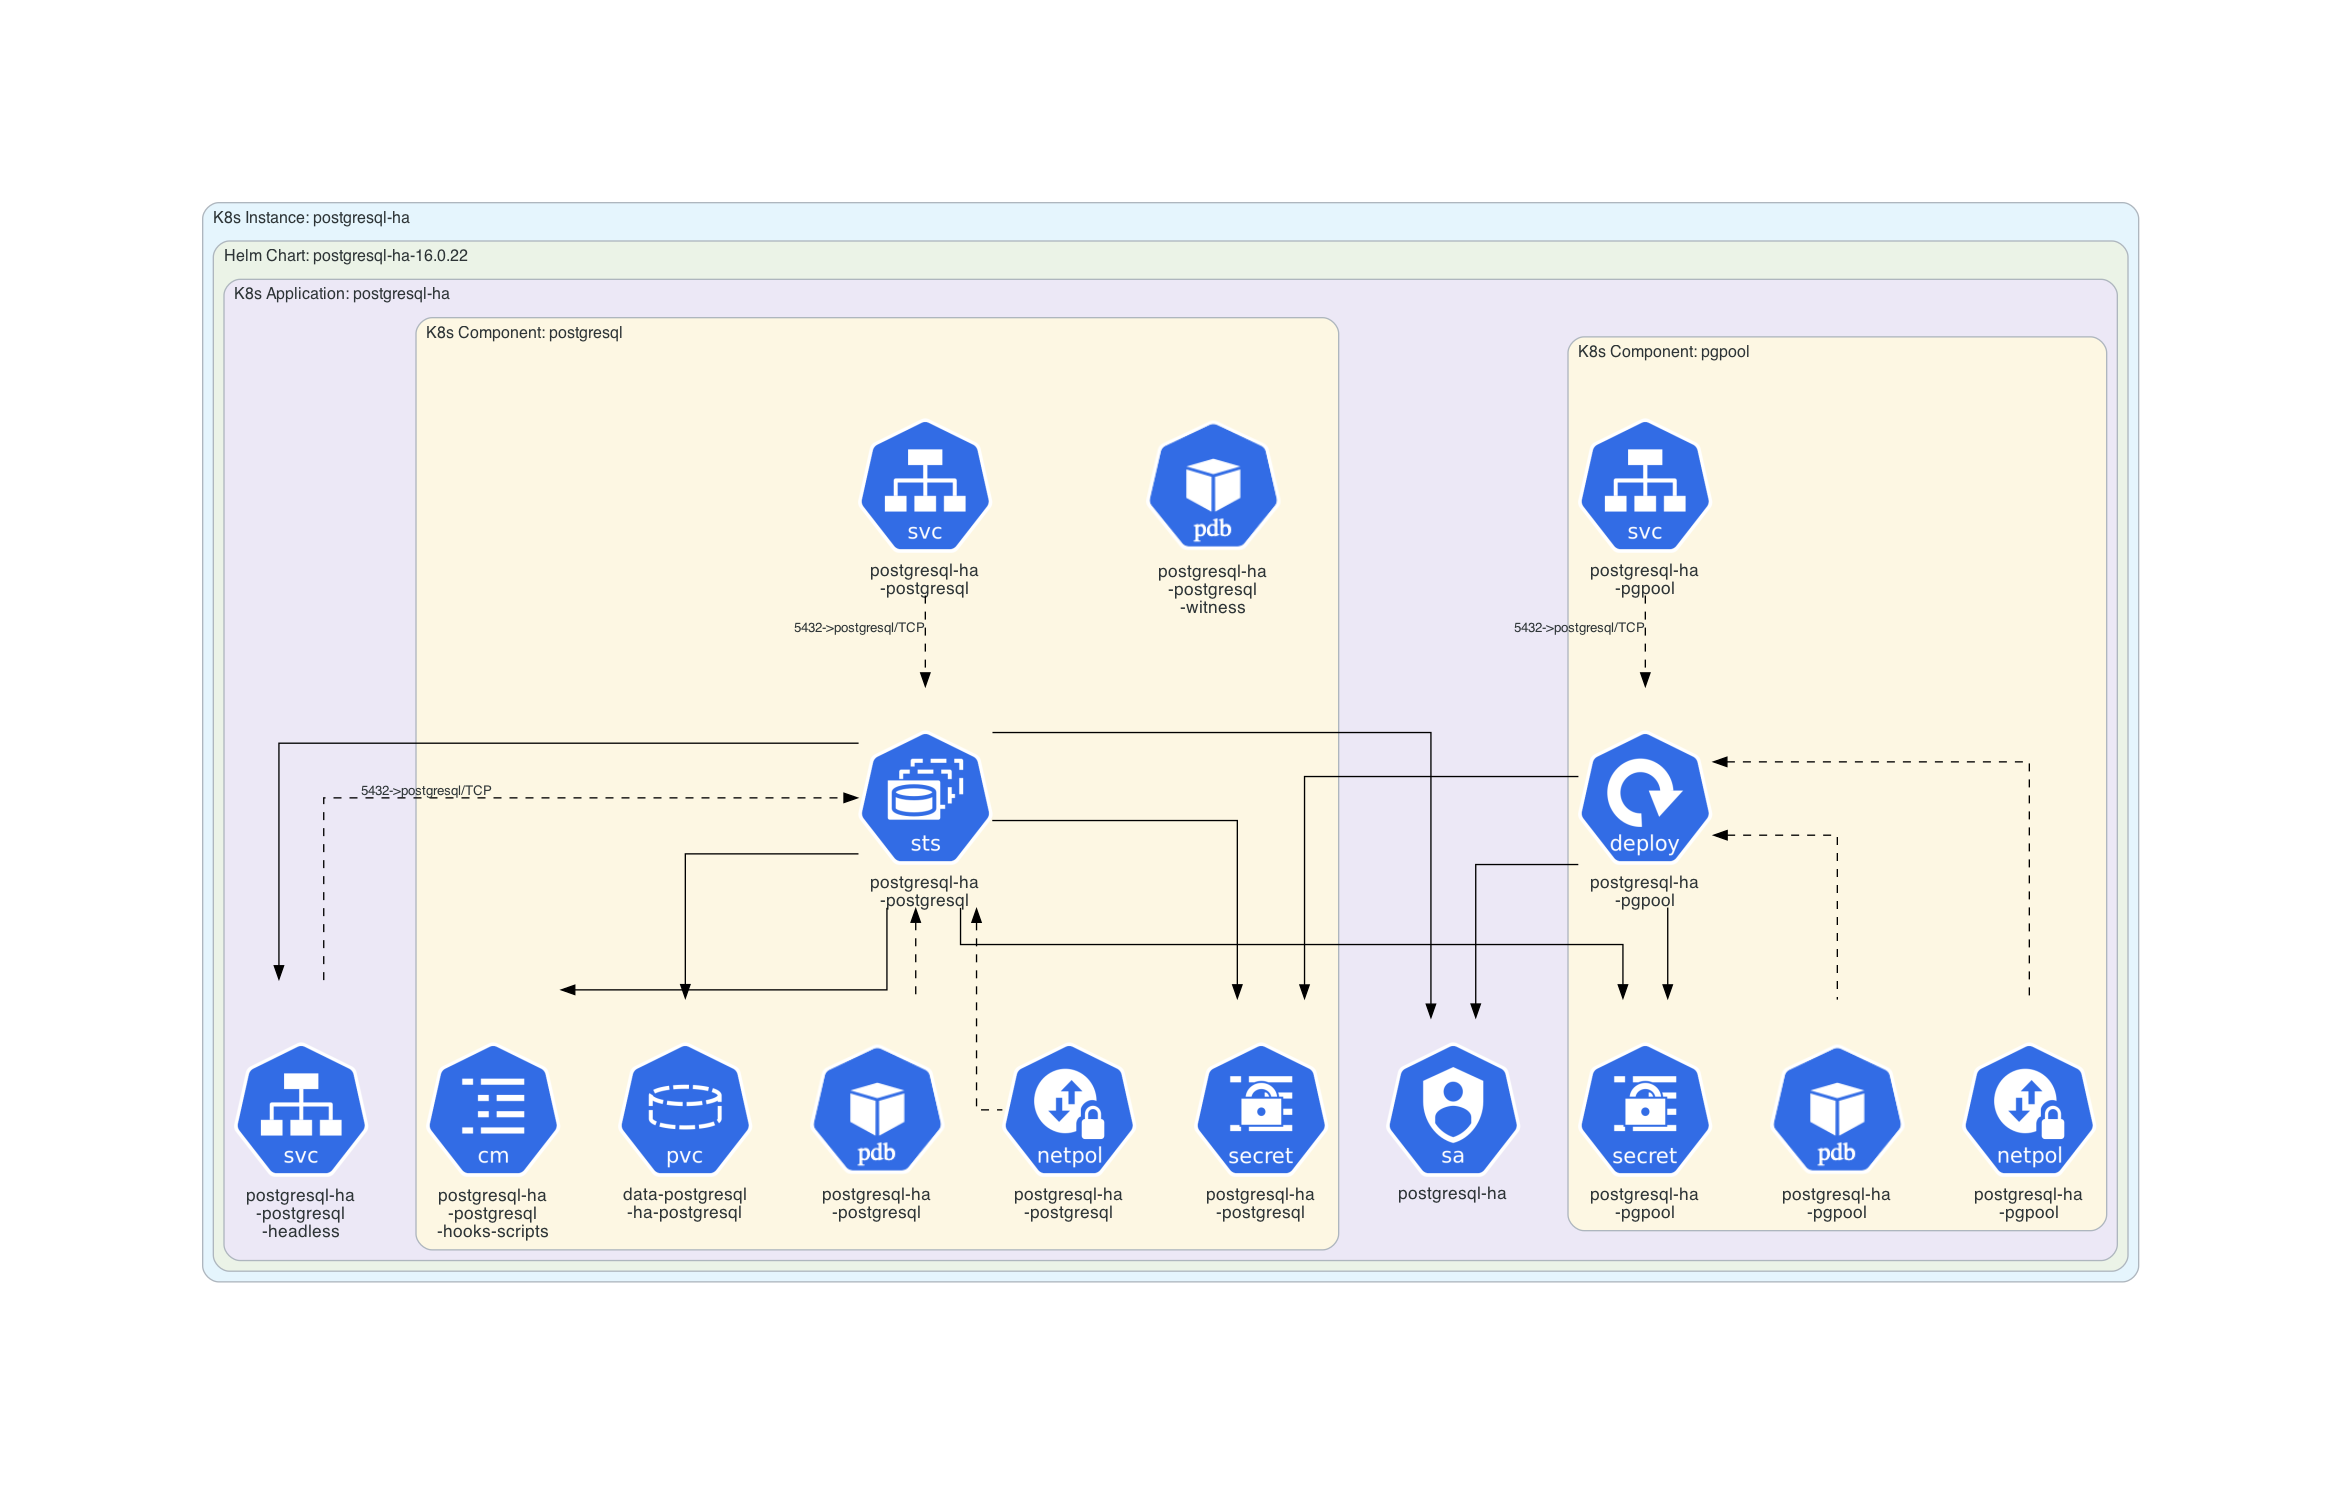 K8s Instance: postgresql-ha
Helm Chart: postgresql-ha-16.0.22
K8s Application: postgresql-ha
K8s Component: postgresql
K8s Component: pgpool
svc
postgresql-ha
-postgresql
pdb
postgresql-ha
-postgresql
-witness
svc
postgresql-ha
-pgpool
5432->postgresql/TCP
5432->postgresql/TCP
5432->postgresql/TCP
sts
postgresql-ha
-postgresql
deploy
postgresql-ha
-pgpool
svc
postgresql-ha
-postgresql
-headless
cm
postgresql-ha
-postgresql
-hooks-scripts
pvc
data-postgresql
-ha-postgresql
pdb
postgresql-ha
-postgresql
netpol
postgresql-ha
-postgresql
secret
postgresql-ha
-postgresql
sa
postgresql-ha
secret
postgresql-ha
-pgpool
pdb
postgresql-ha
-pgpool
netpol
postgresql-ha
-pgpool